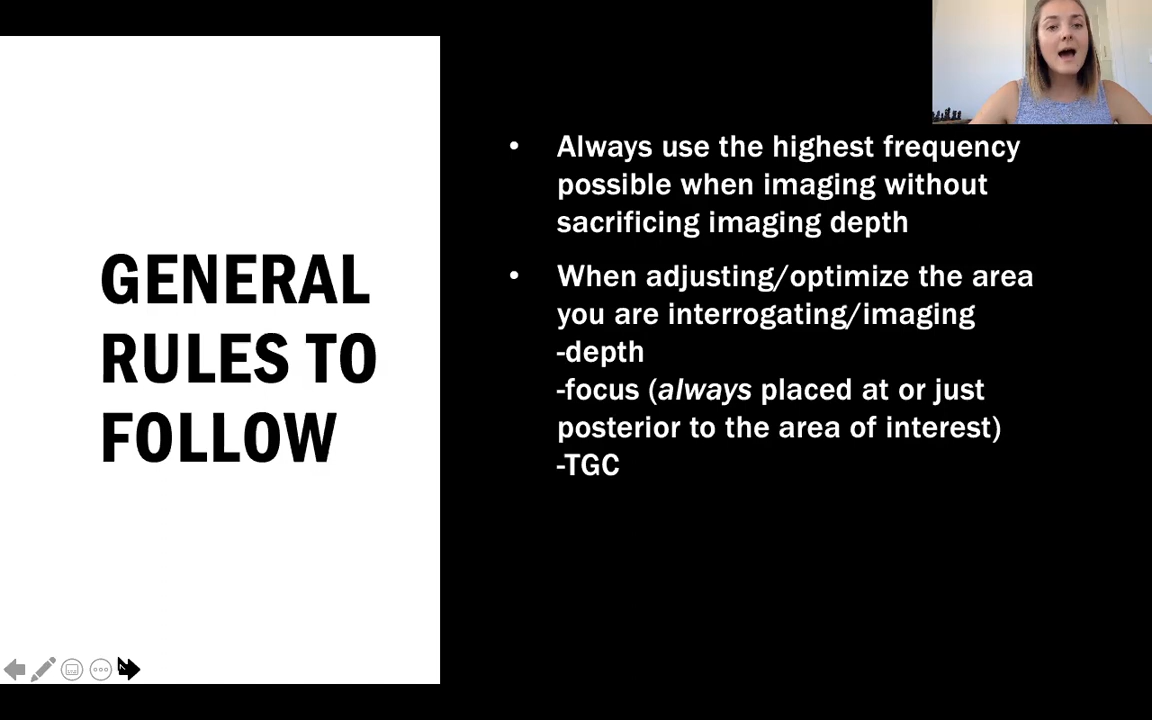 GENERAL
RULES TO
FOLLOW
• Always use the highest frequency
possible when imaging without
sacrificing imaging depth
• When adjusting/optimize the area
you are interrogating/imaging
-depth
-focus (always placed at or just
posterior to the area of interest)
-TGC